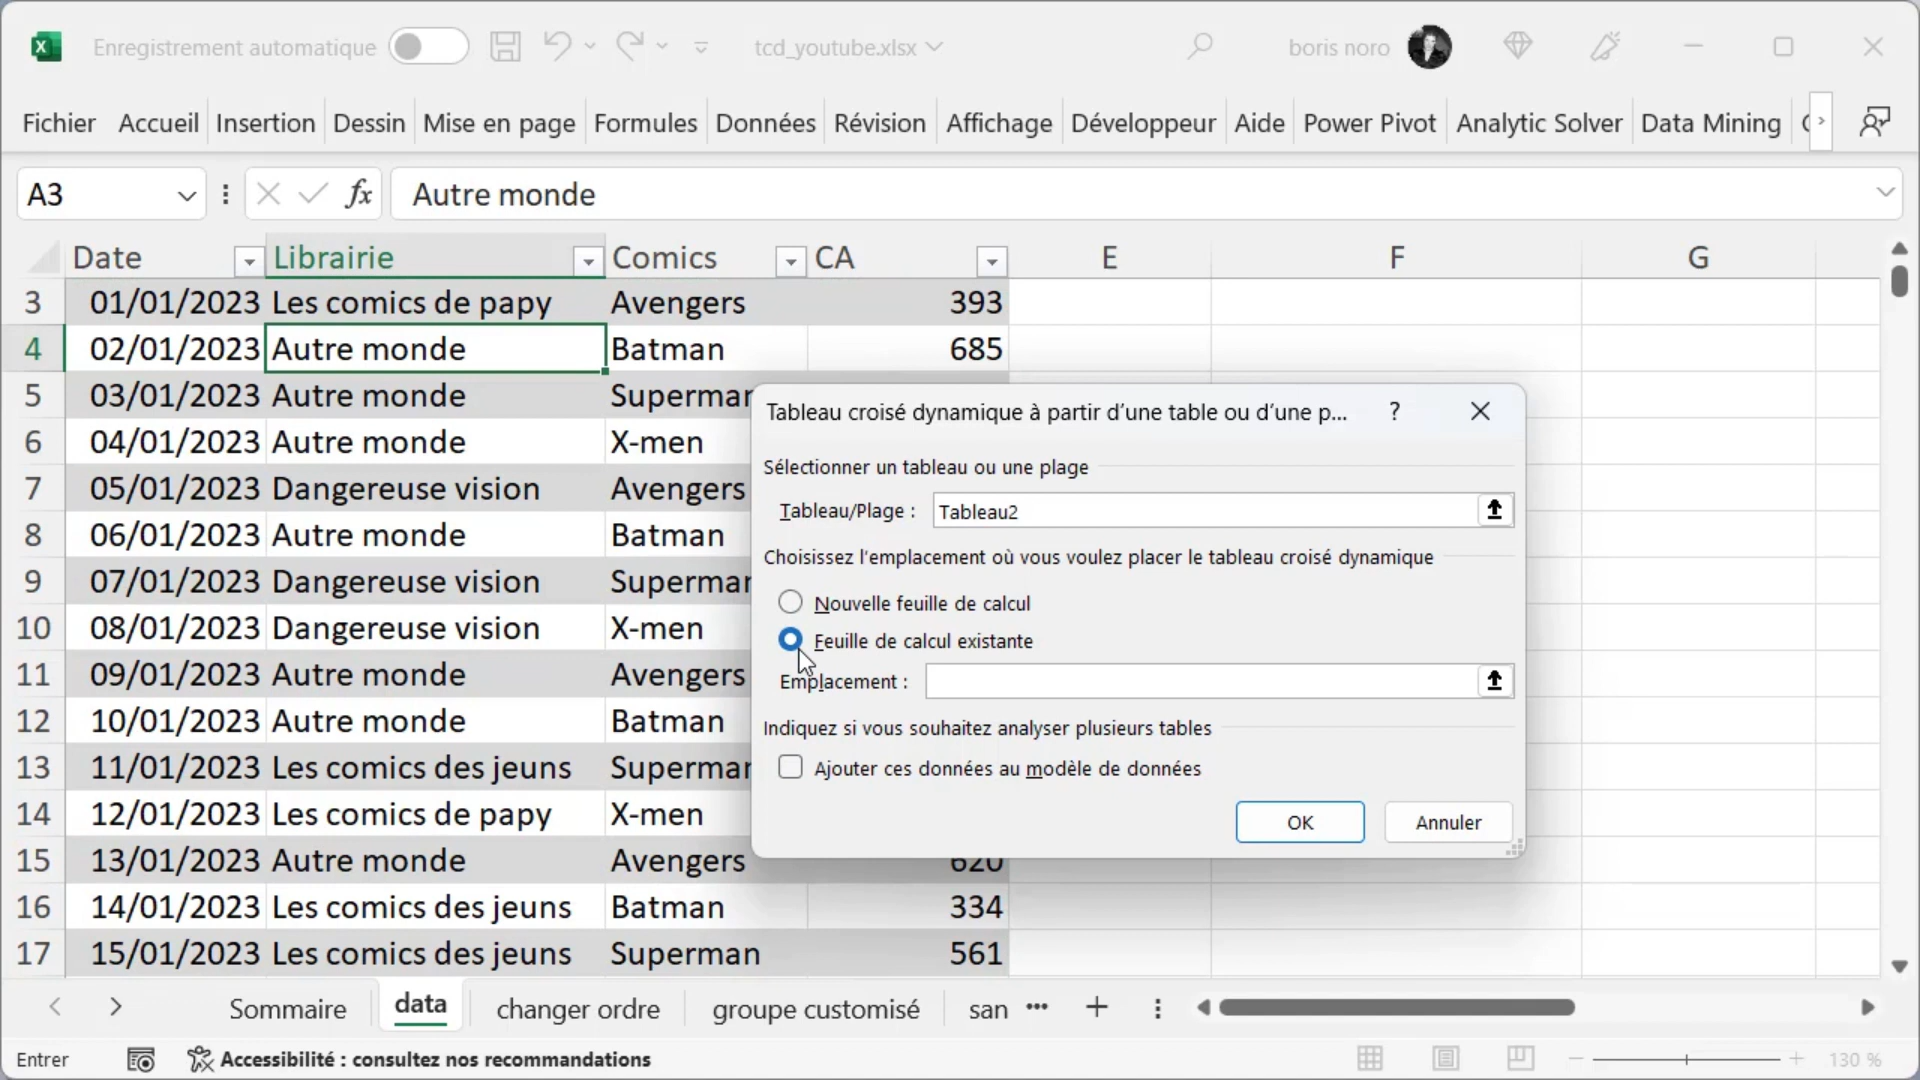 Enregistrement automatique
tcd_youtube.xlsx
boris noro
Fichier Accueil Insertion Dessin Mise en page Formules Données Révision Affichage Développeur Aide Power Pivot Analytic Solver Data Mining
A3 fx Autre monde
Date Librairie Comics CA E F G
3 01/01/2023 Les comics de papy Avengers 393
4 02/01/2023 Autre monde Batman 685
5 03/01/2023 Autre monde Superman
6 04/01/2023 Autre monde X-men
7 05/01/2023 Dangereuse vision Avengers
8 06/01/2023 Autre monde Batman
9 07/01/2023 Dangereuse vision Superman
10 08/01/2023 Dangereuse vision X-men
11 09/01/2023 Autre monde Avengers
12 10/01/2023 Autre monde Batman
13 11/01/2023 Les comics des jeuns Superman
14 12/01/2023 Les comics de papy X-men
15 13/01/2023 Autre monde Avengers 620
16 14/01/2023 Les comics des jeuns Batman 334
17 15/01/2023 Les comics des jeuns Superman 561
Tableau croisé dynamique à partir d’une table ou d’une p... ?
Sélectionner un tableau ou une plage
Tableau/Plage : Tableau2
Choisissez l’emplacement où vous voulez placer le tableau croisé dynamique
Nouvelle feuille de calcul
Feuille de calcul existante
Emplacement :
Indiquez si vous souhaitez analyser plusieurs tables
Ajouter ces données au modèle de données
OK Annuler
Sommaire data changer ordre groupe customisé san ...
Entrer Accessibilité : consultez nos recommandations 130 %